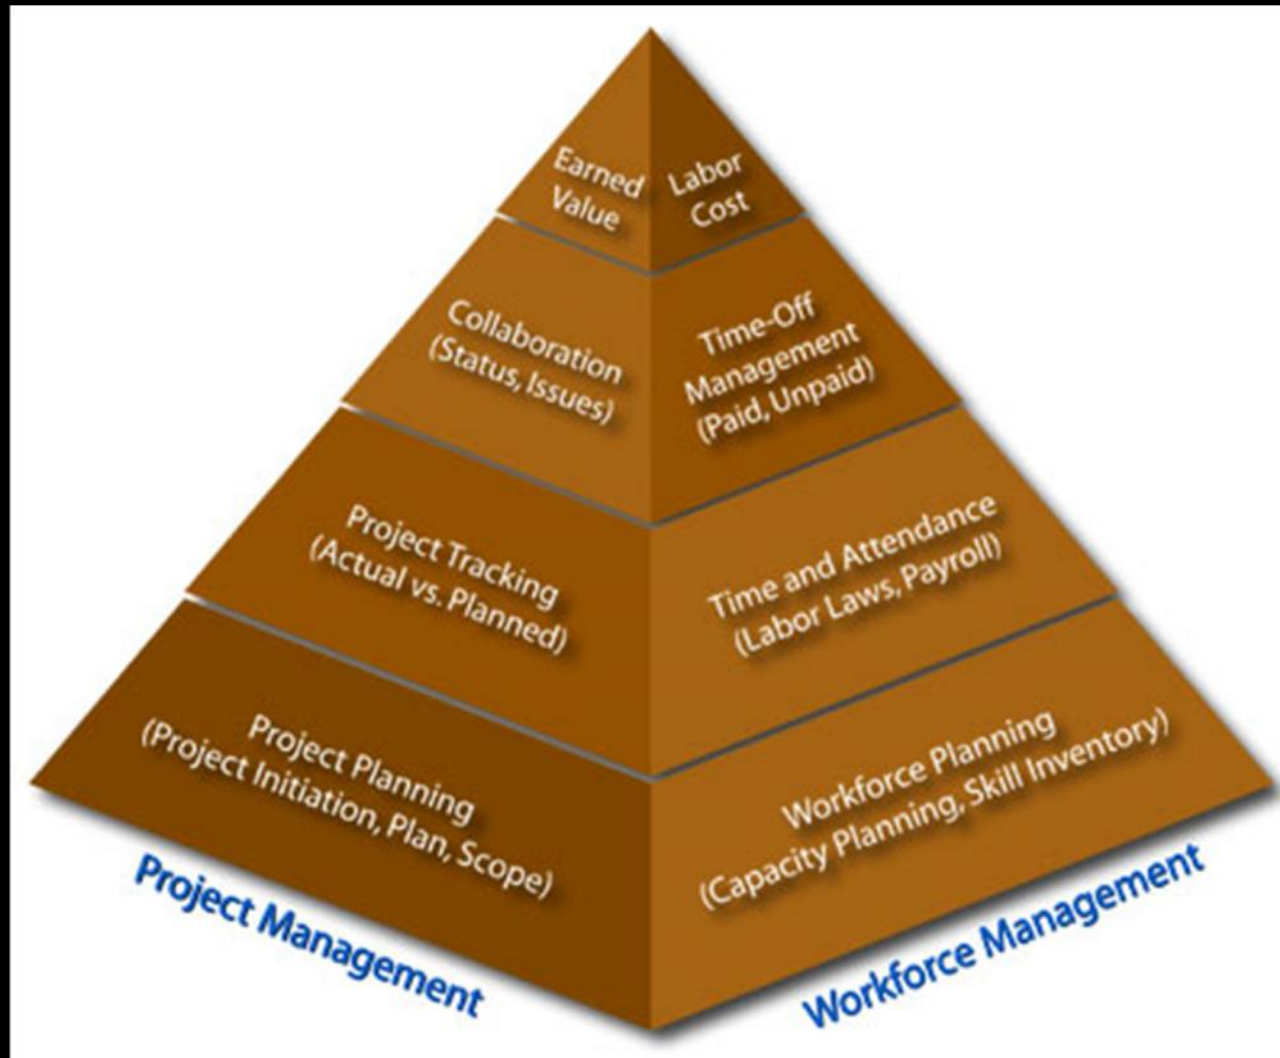 Earned
Value
Labor
Cost
Collaboration
(Status, Issues)
Time-Off
Management
(Paid, Unpaid)
Project Tracking
(Actual vs. Planned)
Time and Attendance
(Labor Laws, Payroll)
Project Planning
(Project Initiation, Plan, Scope)
Workforce Planning
(Capacity Planning, Skill Inventory)
Project Management
Workforce Management